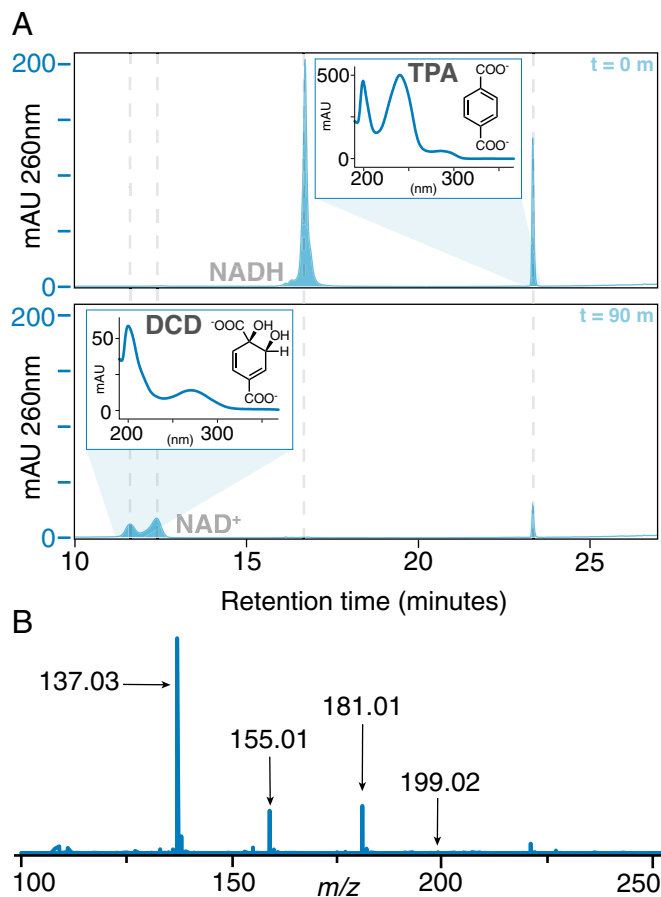 A
200
0
mAU 260nm
t = 0 m
NADH
TPA
500
0
mAU
200
300
(nm)
COO⁻
COO⁻
200
0
mAU 260nm
t = 90 m
DCD
50
0
mAU
200
300
(nm)
⁻OOC
OH
OH
H
COO⁻
NAD⁺
10
15
20
25
Retention time (minutes)
B
137.03
155.01
181.01
199.02
100
150
200
250
m/z